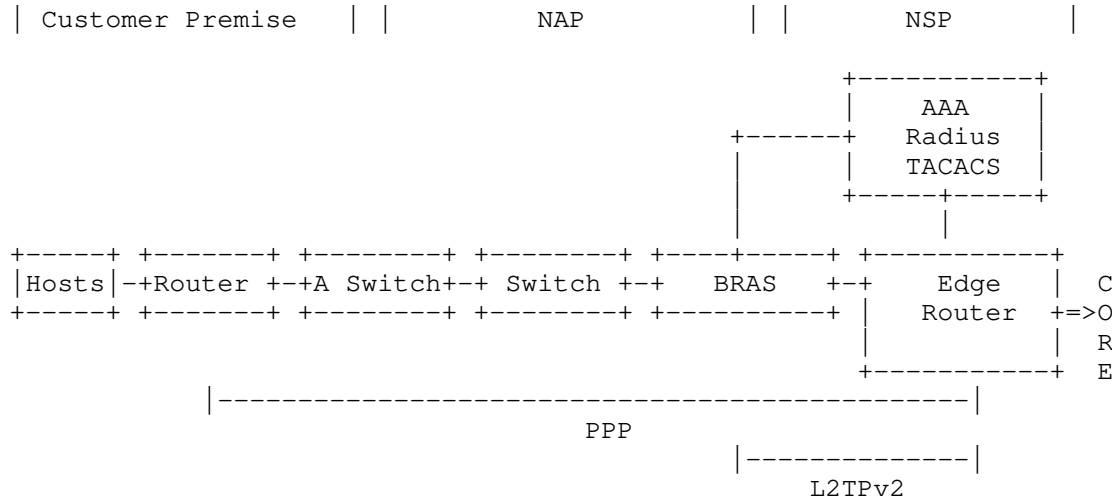 | Customer Premise | | NAP | | NSP |
AAA
Radius
TACACS
|Hosts|-+Router +-+A Switch+-+ Switch +-+ BRAS +-+ Edge | C
Router +=>O
R
E
PPP
L2TPv2